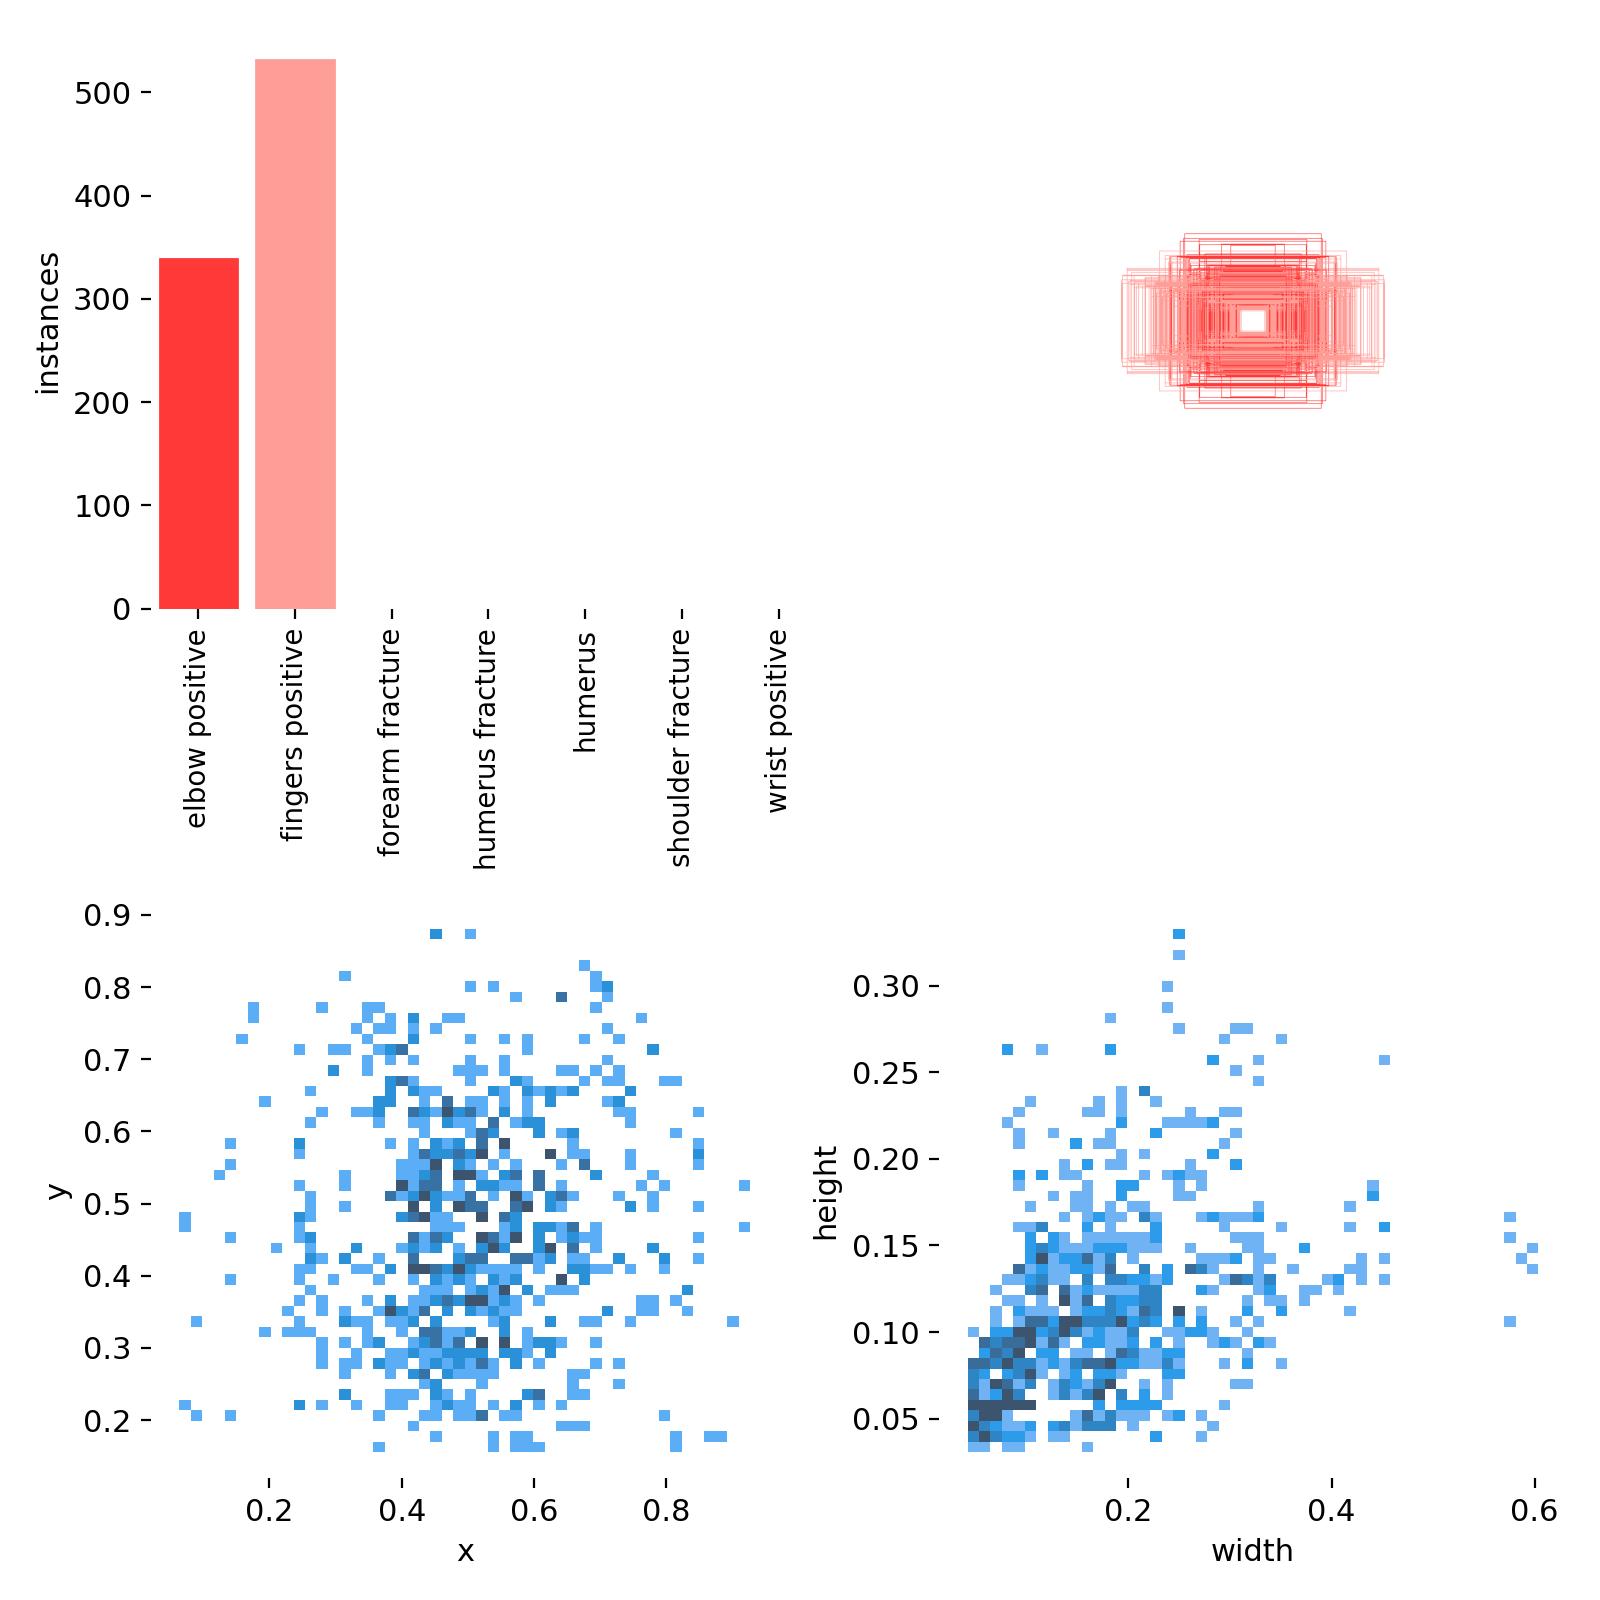 500
400
300
200
100
0
instances
elbow positive
fingers positive
forearm fracture
humerus fracture
humerus
shoulder fracture
wrist positive
0.9
0.8
0.7
0.6
0.5
0.4
0.3
0.2
y
0.2 0.4 0.6 0.8
x
0.30
0.25
0.20
0.15
0.10
0.05
height
0.2 0.4 0.6
width